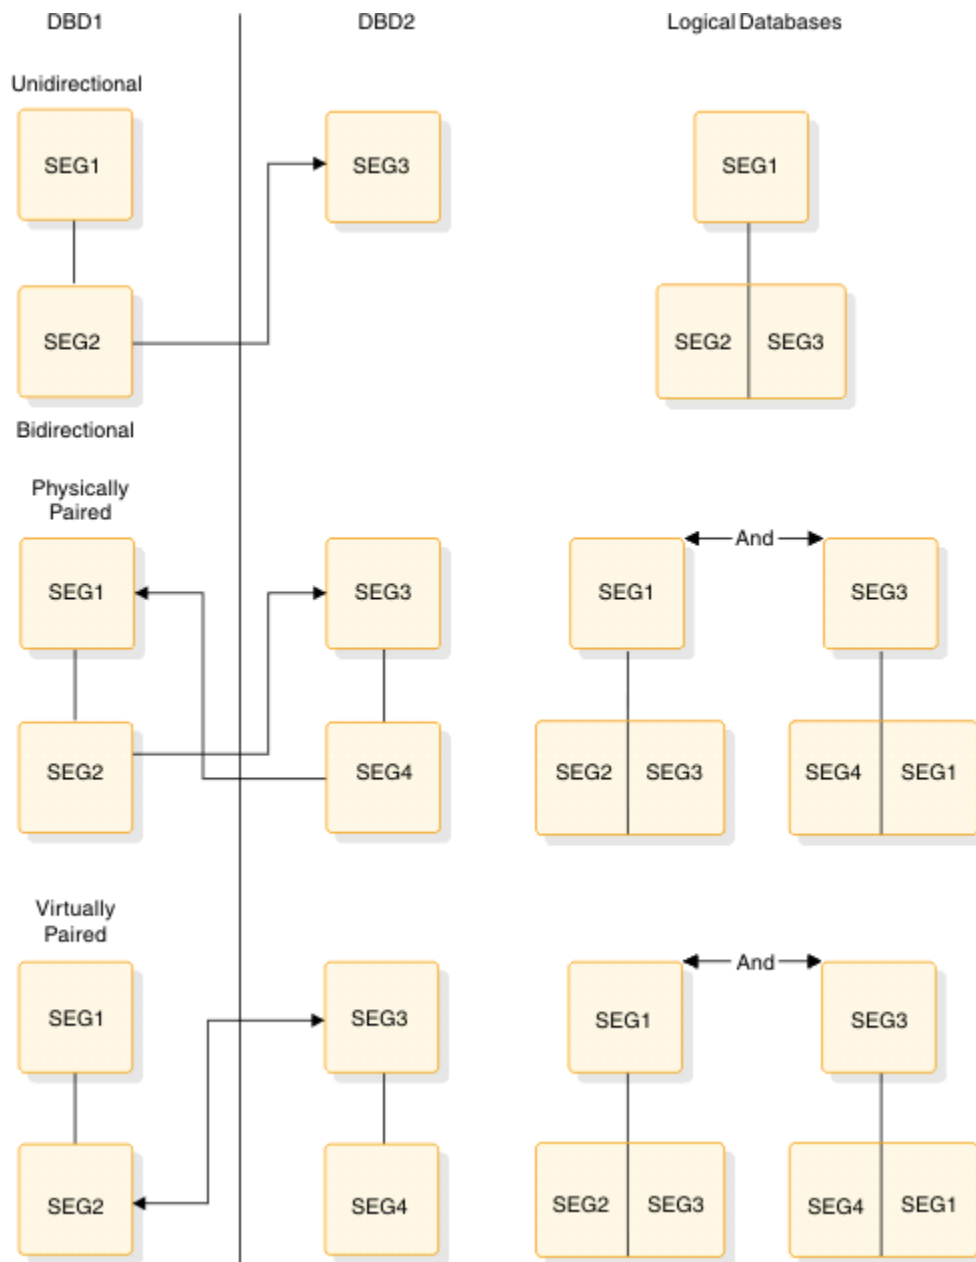 DBD1
DBD2
Logical Databases
Unidirectional
SEG1
SEG3
SEG1
SEG2
SEG2
SEG3
Bidirectional
Physically
Paired
And
SEG1
SEG3
SEG1
SEG3
SEG2
SEG4
SEG2
SEG3
SEG4
SEG1
Virtually
Paired
And
SEG1
SEG3
SEG1
SEG3
SEG2
SEG4
SEG2
SEG3
SEG4
SEG1